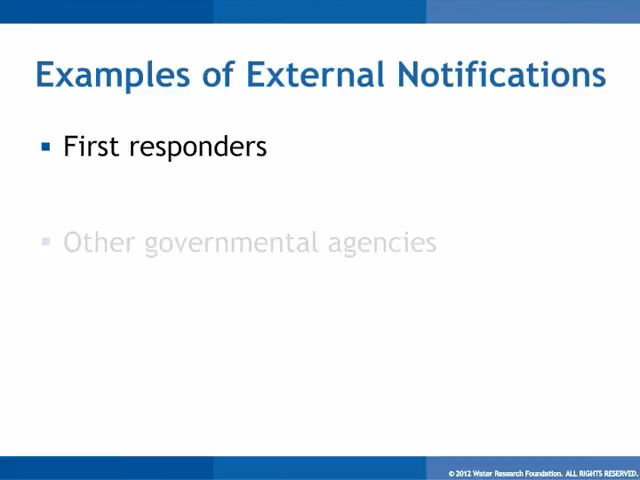 Examples of External Notifications
▪ First responders
▪ Other governmental agencies
© 2012 Water Research Foundation. ALL RIGHTS RESERVED.